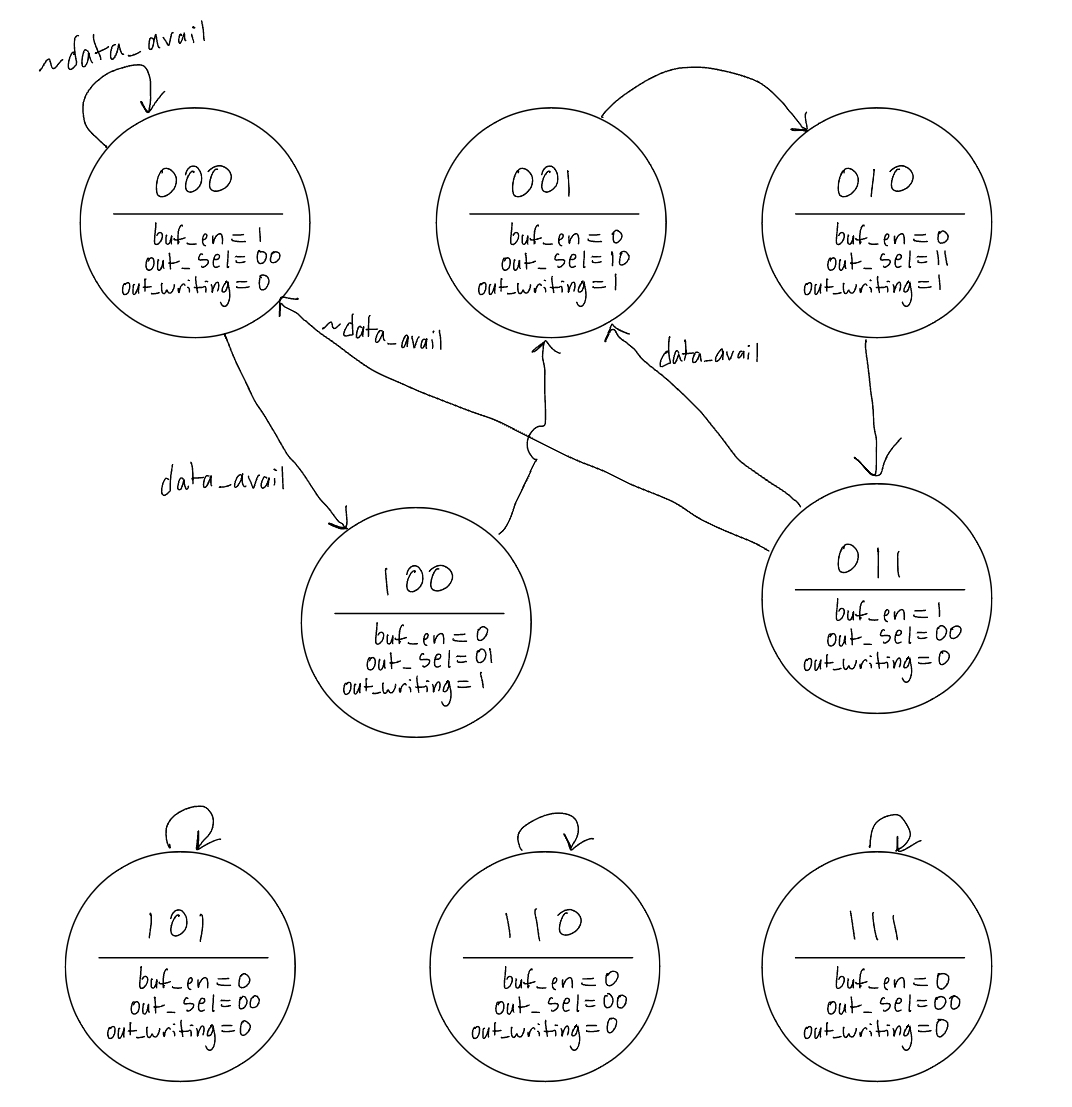 ~data_avail
000
buf_en = 1
out_sel = 00
out_writing = 0
001
buf_en = 0
out_sel = 10
out_writing = 1
010
buf_en = 0
out_sel = 11
out_writing = 1
~data_avail
data_avail
data_avail
100
buf_en = 0
out_sel = 01
out_writing = 1
011
buf_en = 1
out_sel = 00
out_writing = 0
101
buf_en = 0
out_sel = 00
out_writing = 0
110
buf_en = 0
out_sel = 00
out_writing = 0
111
buf_en = 0
out_sel = 00
out_writing = 0